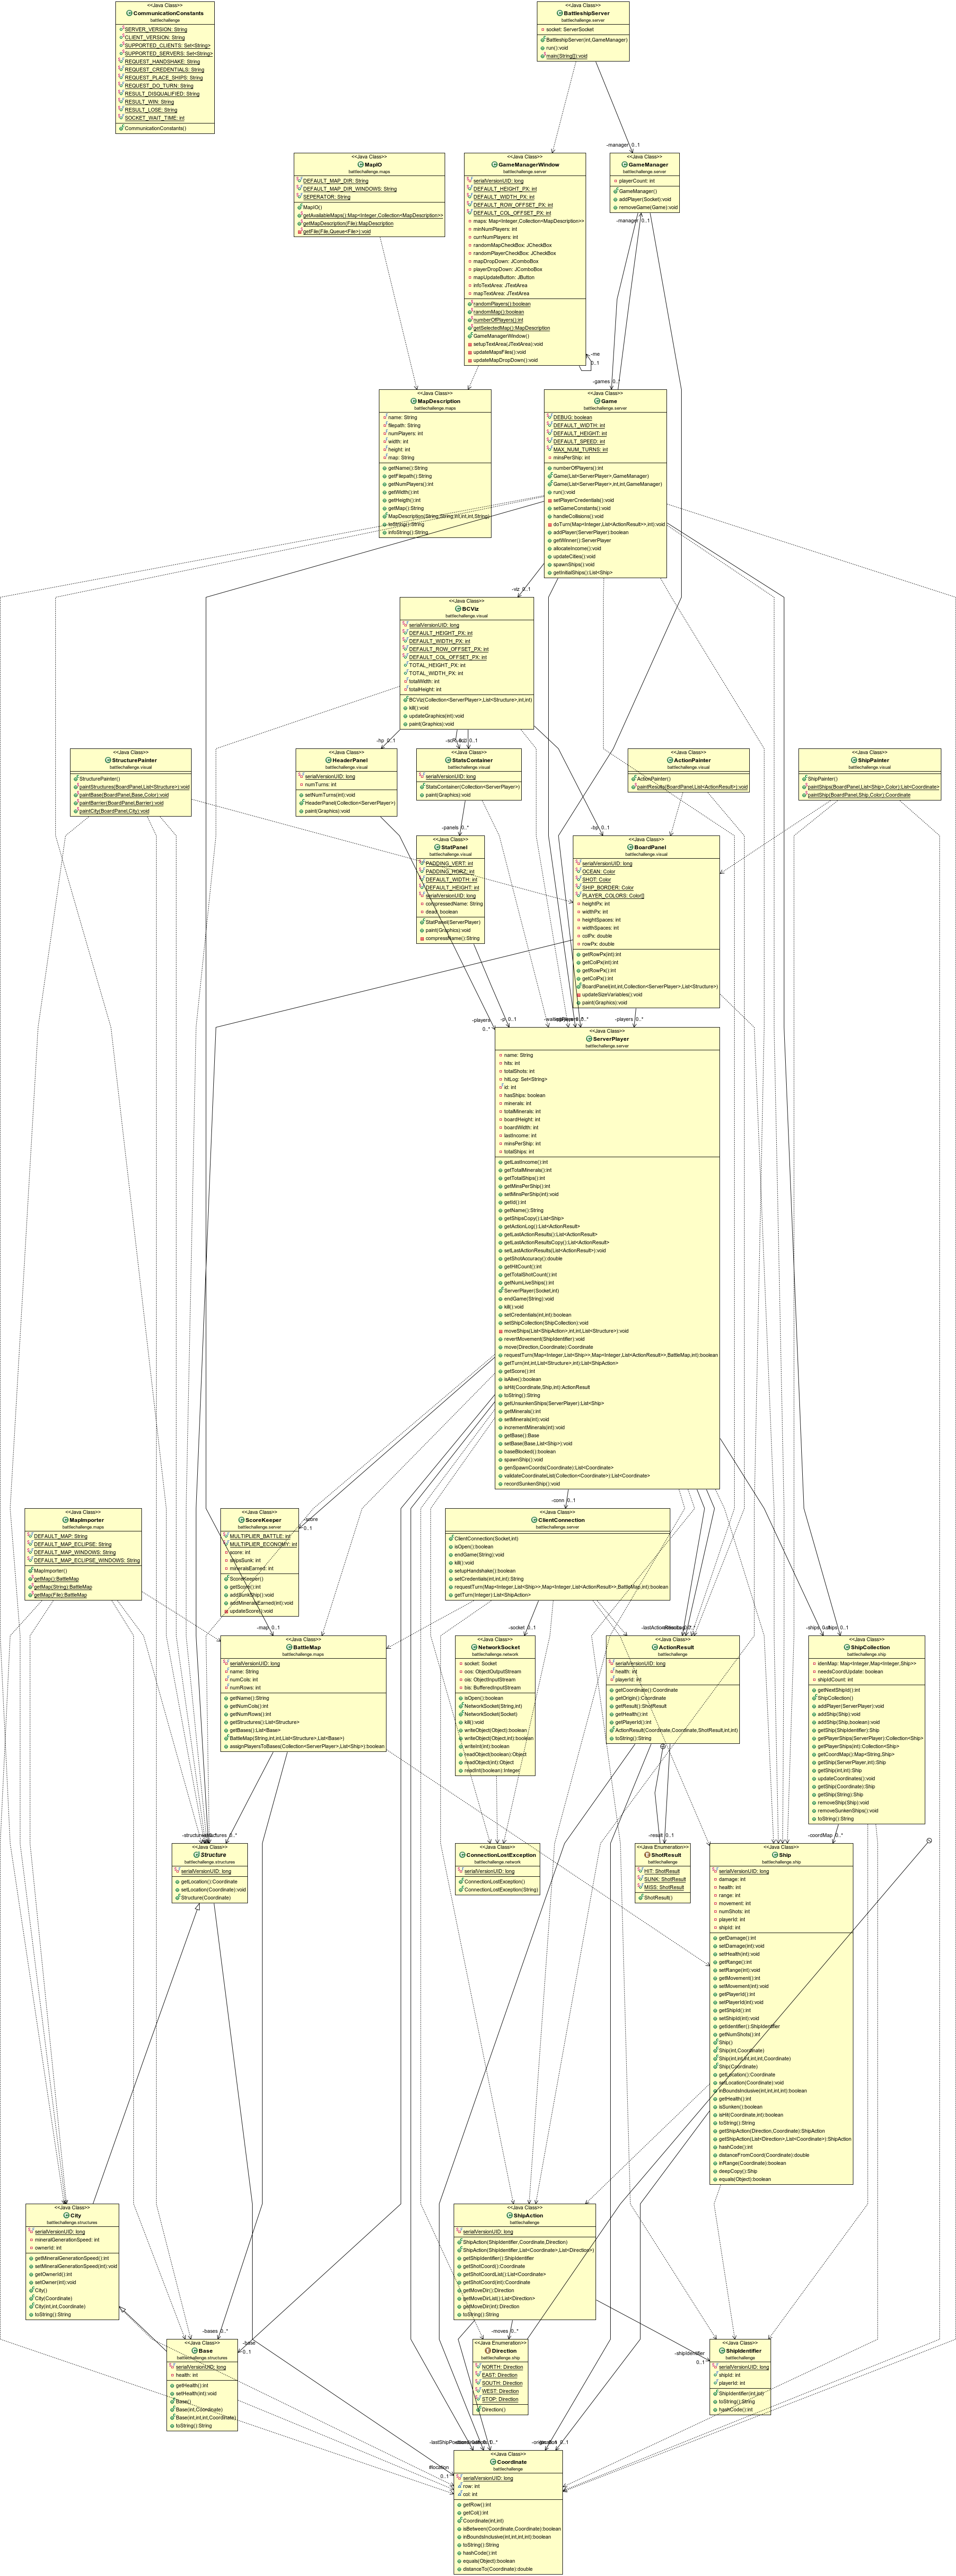 <<Java Class>>
CommunicationConstants
battlechallenge
SERVER_VERSION: String
CLIENT_VERSION: String
SUPPORTED_CLIENTS: Set<String>
SUPPORTED_SERVERS: Set<String>
REQUEST_HANDSHAKE: String
REQUEST_CREDENTIALS: String
REQUEST_PLACE_SHIPS: String
REQUEST_DO_TURN: String
RESULT_DISQUALIFIED: String
RESULT_WIN: String
RESULT_LOSE: String
SOCKET_WAIT_TIME: int
CommunicationConstants()
<<Java Class>>
BattleshipServer
battlechallenge.server
socket: ServerSocket
BattleshipServer(int,GameManager)
run():void
main(String[]):void
-manager 0..1
<<Java Class>>
MapIO
battlechallenge.maps
DEFAULT_MAP_DIR: String
DEFAULT_MAP_DIR_WINDOWS: String
SEPERATOR: String
MapIO()
getAvailableMaps():Map<Integer,Collection<MapDescription>>
getMapDescription(File):MapDescription
getFile(File,Queue<File>):void
<<Java Class>>
GameManagerWindow
battlechallenge.server
serialVersionUID: long
DEFAULT_HEIGHT_PX: int
DEFAULT_WIDTH_PX: int
DEFAULT_ROW_OFFSET_PX: int
DEFAULT_COL_OFFSET_PX: int
maps: Map<Integer,Collection<MapDescription>>
minNumPlayers: int
currNumPlayers: int
randomMapCheckBox: JCheckBox
randomPlayerCheckBox: JCheckBox
mapDropDown: JComboBox
playerDropDown: JComboBox
mapUpdateButton: JButton
infoTextArea: JTextArea
mapTextArea: JTextArea
randomPlayers():boolean
randomMap():boolean
numberOfPlayers():int
getSelectedMap():MapDescription
GameManagerWindow()
setupTextArea(JTextArea):void
updateMapsFiles():void
updateMapDropDown():void
-me
0..1
<<Java Class>>
GameManager
battlechallenge.server
playerCount: int
GameManager()
addPlayer(Socket):void
removeGame(Game):void
-manager 0..1
-games 0..*
<<Java Class>>
MapDescription
battlechallenge.maps
name: String
filepath: String
numPlayers: int
width: int
height: int
map: String
getName():String
getFilepath():String
getNumPlayers():int
getWidth():int
getHeigth():int
getMap():String
MapDescription(String,String,int,int,int,String)
toString():String
infoString():String
<<Java Class>>
Game
battlechallenge.server
DEBUG: boolean
DEFAULT_WIDTH: int
DEFAULT_HEIGHT: int
DEFAULT_SPEED: int
MAX_NUM_TURNS: int
minsPerShip: int
numberOfPlayers():int
Game(List<ServerPlayer>,GameManager)
Game(List<ServerPlayer>,int,int,GameManager)
run():void
setPlayerCredentials():void
setGameConstants():void
handleCollisions():void
doTurn(Map<Integer,List<ActionResult>>,int):void
addPlayer(ServerPlayer):boolean
getWinner():ServerPlayer
allocateIncome():void
updateCities():void
spawnShips():void
getInitialShips():List<Ship>
-viz 0..1
<<Java Class>>
BCViz
battlechallenge.visual
serialVersionUID: long
DEFAULT_HEIGHT_PX: int
DEFAULT_WIDTH_PX: int
DEFAULT_ROW_OFFSET_PX: int
DEFAULT_COL_OFFSET_PX: int
TOTAL_HEIGHT_PX: int
TOTAL_WIDTH_PX: int
totalWidth: int
totalHeight: int
BCViz(Collection<ServerPlayer>,List<Structure>,int,int)
kill():void
updateGraphics(int):void
paint(Graphics):void
-hp 0..1
<<Java Class>>
StructurePainter
battlechallenge.visual
StructurePainter()
paintStructures(BoardPanel,List<Structure>):void
paintBase(BoardPanel,Base,Color):void
paintBarrier(BoardPanel,Barrier):void
paintCity(BoardPanel,City):void
<<Java Class>>
HeaderPanel
battlechallenge.visual
serialVersionUID: long
numTurns: int
setNumTurns(int):void
HeaderPanel(Collection<ServerPlayer>)
paint(Graphics):void
<<Java Class>>
StatsContainer
battlechallenge.visual
serialVersionUID: long
StatsContainer(Collection<ServerPlayer>)
paint(Graphics):void
<<Java Class>>
ActionPainter
battlechallenge.visual
ActionPainter()
paintResults(BoardPanel,List<ActionResult>):void
<<Java Class>>
ShipPainter
battlechallenge.visual
ShipPainter()
paintShips(BoardPanel,List<Ship>,Color):List<Coordinate>
paintShip(BoardPanel,Ship,Color):Coordinate
-panels 0..*
-bp 0..1
<<Java Class>>
StatPanel
battlechallenge.visual
PADDING_VERT: int
PADDING_HORZ: int
DEFAULT_WIDTH: int
DEFAULT_HEIGHT: int
serialVersionUID: long
compressedName: String
dead: boolean
StatPanel(ServerPlayer)
paint(Graphics):void
compressName():String
<<Java Class>>
BoardPanel
battlechallenge.visual
serialVersionUID: long
OCEAN: Color
SHOT: Color
SHIP_BORDER: Color
PLAYER_COLORS: Color[]
heightPx: int
widthPx: int
heightSpaces: int
widthSpaces: int
colPx: double
rowPx: double
getRowPx(int):int
getColPx(int):int
getRowPx():int
getColPx():int
BoardPanel(int,int,Collection<ServerPlayer>,List<Structure>)
updateSizeVariables():void
paint(Graphics):void
-players
0..*
-p 0..1
-players 0..*
<<Java Class>>
ServerPlayer
battlechallenge.server
name: String
hits: int
totalShots: int
hitLog: Set<String>
id: int
hasShips: boolean
minerals: int
totalMinerals: int
boardHeight: int
boardWidth: int
lastIncome: int
minsPerShip: int
totalShips: int
getLastIncome():int
getTotalMinerals():int
getTotalShips():int
getMinsPerShip():int
setMinsPerShip(int):void
getId():int
getName():String
getShipsCopy():List<Ship>
getActionLog():List<ActionResult>
getLastActionResults():List<ActionResult>
getLastActionResultsCopy():List<ActionResult>
setLastActionResults(List<ActionResult>):void
getShotAccuracy():double
getHitCount():int
getTotalShotCount():int
getNumLiveShips():int
ServerPlayer(Socket,int)
endGame(String):void
kill():void
setCredentials(int,int):boolean
setShipCollection(ShipCollection):void
moveShips(List<ShipAction>,int,int,List<Structure>):void
revertMovement(ShipIdentifier):void
move(Direction,Coordinate):Coordinate
requestTurn(Map<Integer,List<Ship>>,Map<Integer,List<ActionResult>>,BattleMap,int):boolean
getTurn(int,int,List<Structure>,int):List<ShipAction>
getScore():int
isAlive():boolean
isHit(Coordinate,Ship,int):ActionResult
toString():String
getUnsunkenShips(ServerPlayer):List<Ship>
getMinerals():int
setMinerals(int):void
incrementMinerals(int):void
getBase():Base
setBase(Base,List<Ship>):void
baseBlocked():boolean
spawnShip():void
genSpawnCoords(Coordinate):List<Coordinate>
validateCoordinateList(Collection<Coordinate>):List<Coordinate>
recordSunkenShip():void
-conn 0..1
-score
0..1
<<Java Class>>
MapImporter
battlechallenge.maps
DEFAULT_MAP: String
DEFAULT_MAP_ECLIPSE: String
DEFAULT_MAP_WINDOWS: String
DEFAULT_MAP_ECLIPSE_WINDOWS: String
MapImporter()
getMap():BattleMap
getMap(String):BattleMap
getMap(File):BattleMap
<<Java Class>>
ScoreKeeper
battlechallenge.server
MULTIPLIER_BATTLE: int
MULTIPLIER_ECONOMY: int
score: int
shipsSunk: int
mineralsEarned: int
ScoreKeeper()
getScore():int
addSunkShip():void
addMineralsEarned(int):void
updateScore():void
<<Java Class>>
ClientConnection
battlechallenge.server
ClientConnection(Socket,int)
isOpen():boolean
endGame(String):void
kill():void
setupHandshake():boolean
setCredentials(int,int,int):String
requestTurn(Map<Integer,List<Ship>>,Map<Integer,List<ActionResult>>,BattleMap,int):boolean
getTurn(Integer):List<ShipAction>
-map 0..1
-socket 0..1
<<Java Class>>
BattleMap
battlechallenge.maps
serialVersionUID: long
name: String
numCols: int
numRows: int
getName():String
getNumCols():int
getNumRows():int
getStructures():List<Structure>
getBases():List<Base>
BattleMap(String,int,int,List<Structure>,List<Base>)
assignPlayersToBases(Collection<ServerPlayer>,List<Ship>):boolean
<<Java Class>>
NetworkSocket
battlechallenge.network
socket: Socket
oos: ObjectOutputStream
ois: ObjectInputStream
bis: BufferedInputStream
isOpen():boolean
NetworkSocket(String,int)
NetworkSocket(Socket)
kill():void
writeObject(Object):boolean
writeObject(Object,int):boolean
writeInt(int):boolean
readObject(boolean):Object
readObject(int):Object
readInt(boolean):Integer
<<Java Class>>
ActionResult
battlechallenge
serialVersionUID: long
health: int
playerId: int
getCoordinate():Coordinate
getOrigin():Coordinate
getResult():ShotResult
getHealth():int
getPlayerId():int
ActionResult(Coordinate,Coordinate,ShotResult,int,int)
toString():String
<<Java Class>>
ShipCollection
battlechallenge.ship
idenMap: Map<Integer,Map<Integer,Ship>>
needsCoordUpdate: boolean
shipIdCount: int
getNextShipId():int
ShipCollection()
addPlayer(ServerPlayer):void
addShip(Ship):void
addShip(Ship,boolean):void
getShip(ShipIdentifier):Ship
getPlayerShips(ServerPlayer):Collection<Ship>
getPlayerShips(int):Collection<Ship>
getCoordMap():Map<String,Ship>
getShip(ServerPlayer,int):Ship
getShip(int,int):Ship
updateCoordinates():void
getShip(Coordinate):Ship
getShip(String):Ship
removeShip(Ship):void
removeSunkenShips():void
toString():String
-result 0..1
-coordMap 0..*
<<Java Class>>
Structure
battlechallenge.structures
serialVersionUID: long
getLocation():Coordinate
setLocation(Coordinate):void
Structure(Coordinate)
<<Java Class>>
ConnectionLostException
battlechallenge.network
serialVersionUID: long
ConnectionLostException()
ConnectionLostException(String)
<<Java Enumeration>>
ShotResult
battlechallenge
HIT: ShotResult
SUNK: ShotResult
MISS: ShotResult
ShotResult()
<<Java Class>>
Ship
battlechallenge.ship
serialVersionUID: long
damage: int
health: int
range: int
movement: int
numShots: int
playerId: int
shipId: int
getDamage():int
setDamage(int):void
setHealth(int):void
getRange():int
setRange(int):void
getMovement():int
setMovement(int):void
getPlayerId():int
setPlayerId(int):void
getShipId():int
setShipId(int):void
getIdentifier():ShipIdentifier
getNumShots():int
Ship()
Ship(int,Coordinate)
Ship(int,int,int,int,int,Coordinate)
Ship(Coordinate)
getLocation():Coordinate
setLocation(Coordinate):void
inBoundsInclusive(int,int,int,int):boolean
getHealth():int
isSunken():boolean
isHit(Coordinate,int):boolean
toString():String
getShipAction(Direction,Coordinate):ShipAction
getShipAction(List<Direction>,List<Coordinate>):ShipAction
hashCode():int
distanceFromCoord(Coordinate):double
inRange(Coordinate):boolean
deepCopy():Ship
equals(Object):boolean
<<Java Class>>
City
battlechallenge.structures
serialVersionUID: long
mineralGenerationSpeed: int
ownerId: int
getMineralGenerationSpeed():int
setMineralGenerationSpeed(int):void
getOwnerId():int
setOwner(int):void
City()
City(Coordinate)
City(int,int,Coordinate)
toString():String
<<Java Class>>
ShipAction
battlechallenge
serialVersionUID: long
ShipAction(ShipIdentifier,Coordinate,Direction)
ShipAction(ShipIdentifier,List<Coordinate>,List<Direction>)
getShipIdentifier():ShipIdentifier
getShotCoord():Coordinate
getShotCoordList():List<Coordinate>
getShotCoord(int):Coordinate
getMoveDir():Direction
getMoveDirList():List<Direction>
getMoveDir(int):Direction
toString():String
-bases 0..*
-base
0..1
-moves 0..*
-shipIdentifier
0..1
<<Java Class>>
Base
battlechallenge.structures
serialVersionUID: long
health: int
getHealth():int
setHealth(int):void
Base()
Base(int,Coordinate)
Base(int,int,int,Coordinate)
toString():String
<<Java Enumeration>>
Direction
battlechallenge.ship
NORTH: Direction
EAST: Direction
SOUTH: Direction
WEST: Direction
STOP: Direction
Direction()
<<Java Class>>
ShipIdentifier
battlechallenge.ship
serialVersionUID: long
shipId: int
playerId: int
ShipIdentifier(int,int)
toString():String
hashCode():int
#location
0..1
<<Java Class>>
Coordinate
battlechallenge
serialVersionUID: long
row: int
col: int
getRow():int
getCol():int
Coordinate(int,int)
isBetween(Coordinate,Coordinate):boolean
inBoundsInclusive(int,int,int,int):boolean
toString():String
hashCode():int
equals(Object):boolean
distanceTo(Coordinate):double